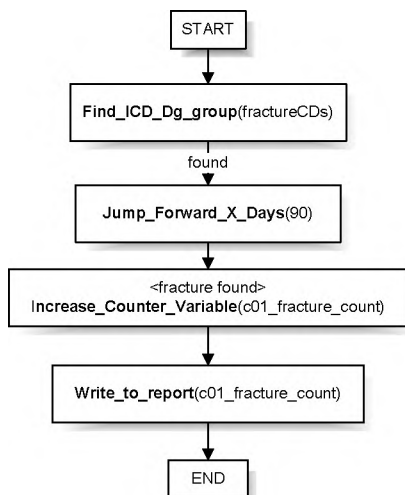 START
Find_ICD_Dg_group(fractureCDs)
found
Jump_Forward_X_Days(90)
<fracture found>
Increase_Counter_Variable(c01_fracture_count)
Write_to_report(c01_fracture_count)
END